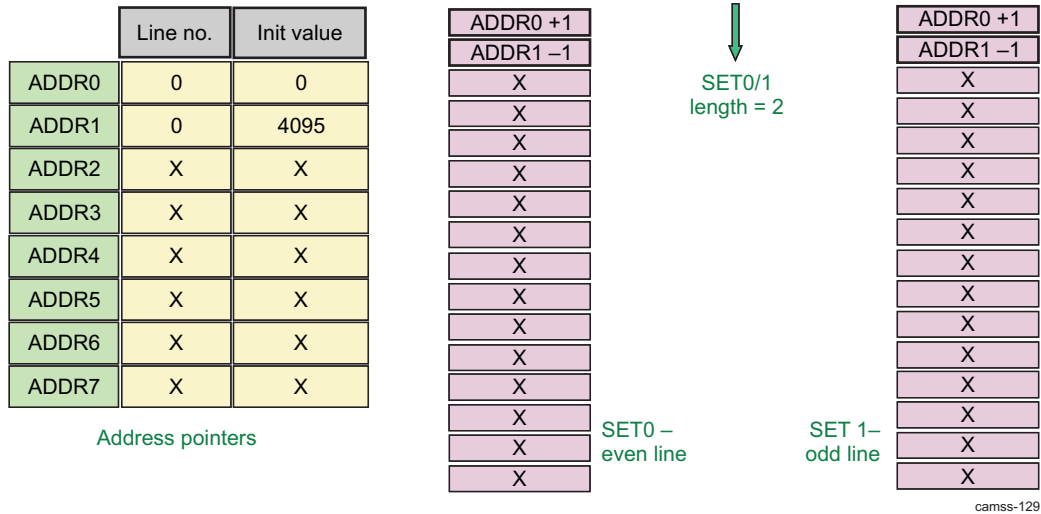 Line no. Init value
ADDR0 0 0
ADDR1 0 4095
ADDR2 X X
ADDR3 X X
ADDR4 X X
ADDR5 X X
ADDR6 X X
ADDR7 X X
Address pointers
ADDR0 +1
ADDR1 –1
X
X
X
X
X
X
X
X
X
X
X
X
X
X
SET0 –
even line
SET0/1
length = 2
ADDR0 +1
ADDR1 –1
X
X
X
X
X
X
X
X
X
X
X
X
X
X
SET 1–
odd line
camss-129